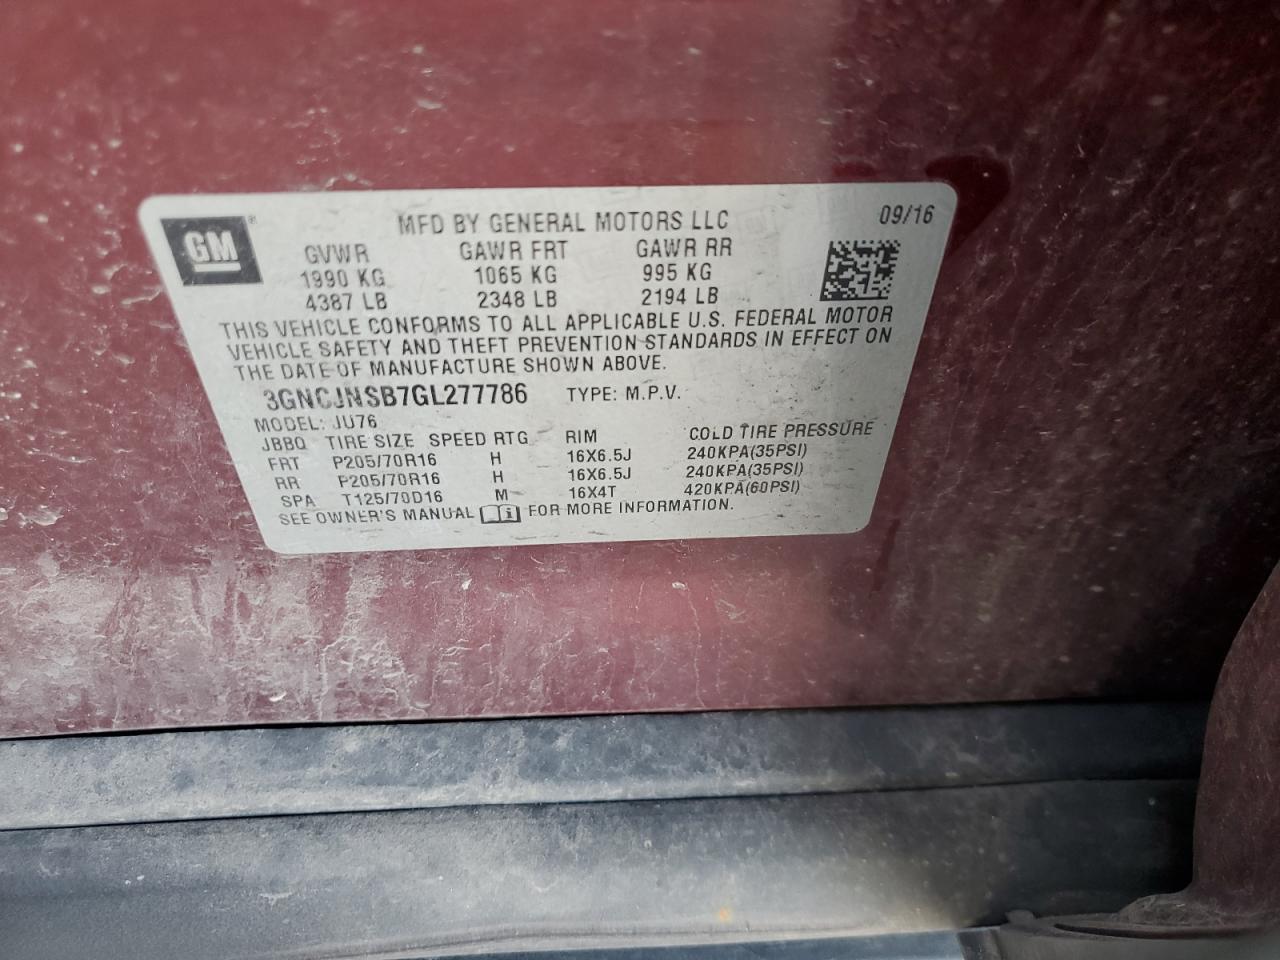 GM®
MFD BY GENERAL MOTORS LLC 09/16
GVWR GAWR FRT GAWR RR
1990 KG 1065 KG 995 KG
4387 LB 2348 LB 2194 LB
THIS VEHICLE CONFORMS TO ALL APPLICABLE U.S. FEDERAL MOTOR
VEHICLE SAFETY AND THEFT PREVENTION STANDARDS IN EFFECT ON
THE DATE OF MANUFACTURE SHOWN ABOVE.
3GNCJNSB7GL277786 TYPE: M.P.V.
MODEL: JU76
JBBQ TIRE SIZE SPEED RTG RIM COLD TIRE PRESSURE
FRT P205/70R16 H 16X6.5J 240KPA(35PSI)
RR P205/70R16 H 16X6.5J 240KPA(35PSI)
SPA T125/70D16 M 16X4T 420KPA(60PSI)
SEE OWNER'S MANUAL i FOR MORE INFORMATION.